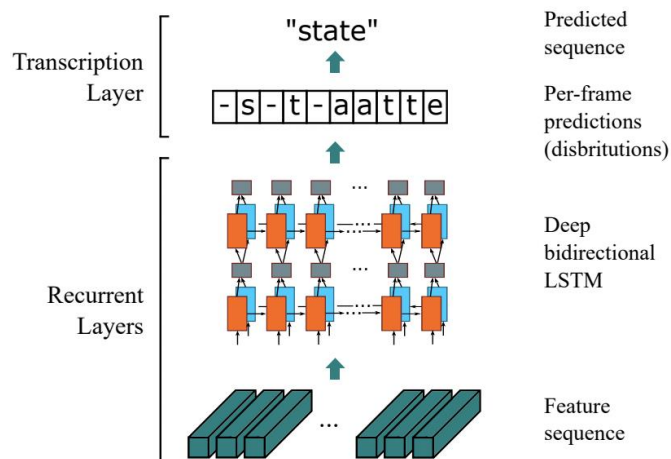 "state"
Predicted
sequence
Transcription
Layer
-s-t-aatte
Per-frame
predictions
(disbritutions)
...
...
Deep
bidirectional
LSTM
...
...
Recurrent
Layers
...
Feature
sequence